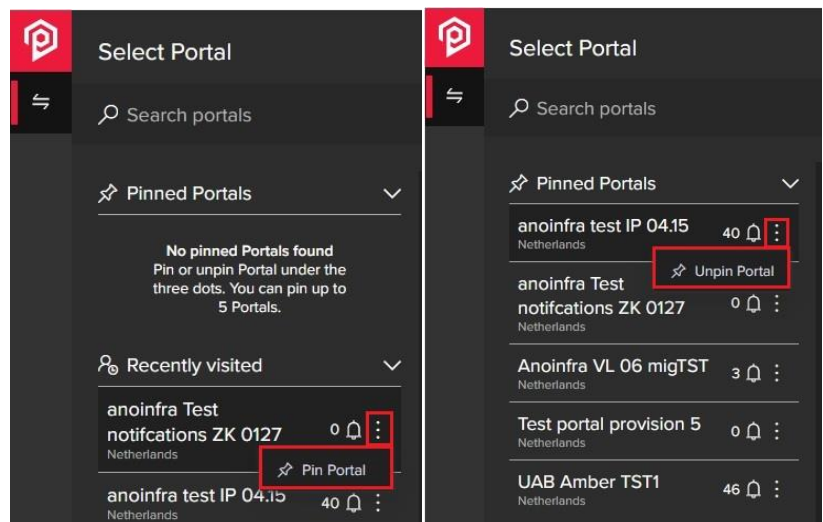 Select Portal
Search portals
Pinned Portals
No pinned Portals found
Pin or unpin Portal under the
three dots. You can pin up to
5 Portals.
Recently visited
anoinfra Test
notifcations ZK 0127
0
Netherlands
Pin Portal
anoinfra test IP 04.15
40
Netherlands
Select Portal
Search portals
Pinned Portals
anoinfra test IP 04.15
40
Netherlands
Unpin Portal
anoinfra Test
notifcations ZK 0127
0
Netherlands
Anoinfra VL 06 migTST
3
Netherlands
Test portal provision 5
0
Netherlands
UAB Amber TST1
46
Netherlands